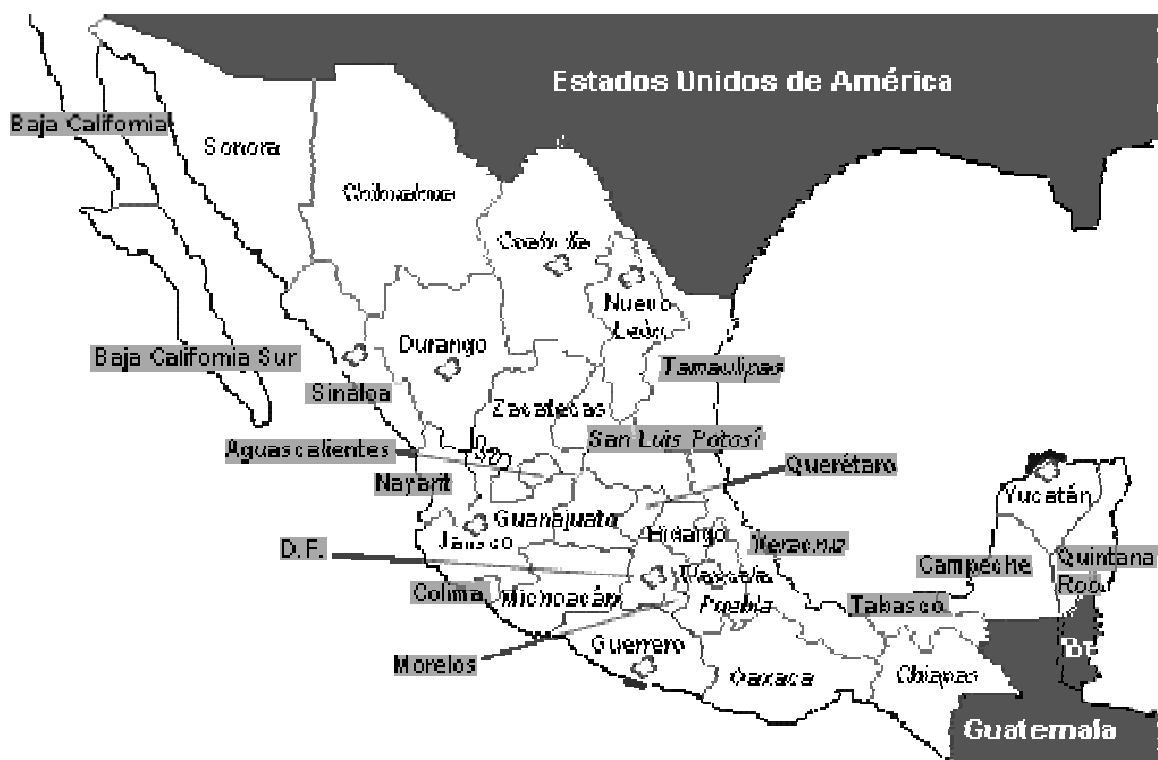 Estados Unidos de América
Baja California
Sonora
Chihuahua
Coahuila
Nuevo
León
Durango
Baja California Sur
Tamaulipas
Sinaloa
Zacatecas
San Luis Potosí
Aguascalientes
Querétaro
Nayarit
Yucatán
Guanajuato
Hidalgo
Jalisco
Veracruz
D.F.
Campeche
Quintana
Roo
Tlaxcala
Colima
Michoacán
Puebla
Tabasco
Guerrero
Morelos
Oaxaca
Chiapas
Be
Guatemala